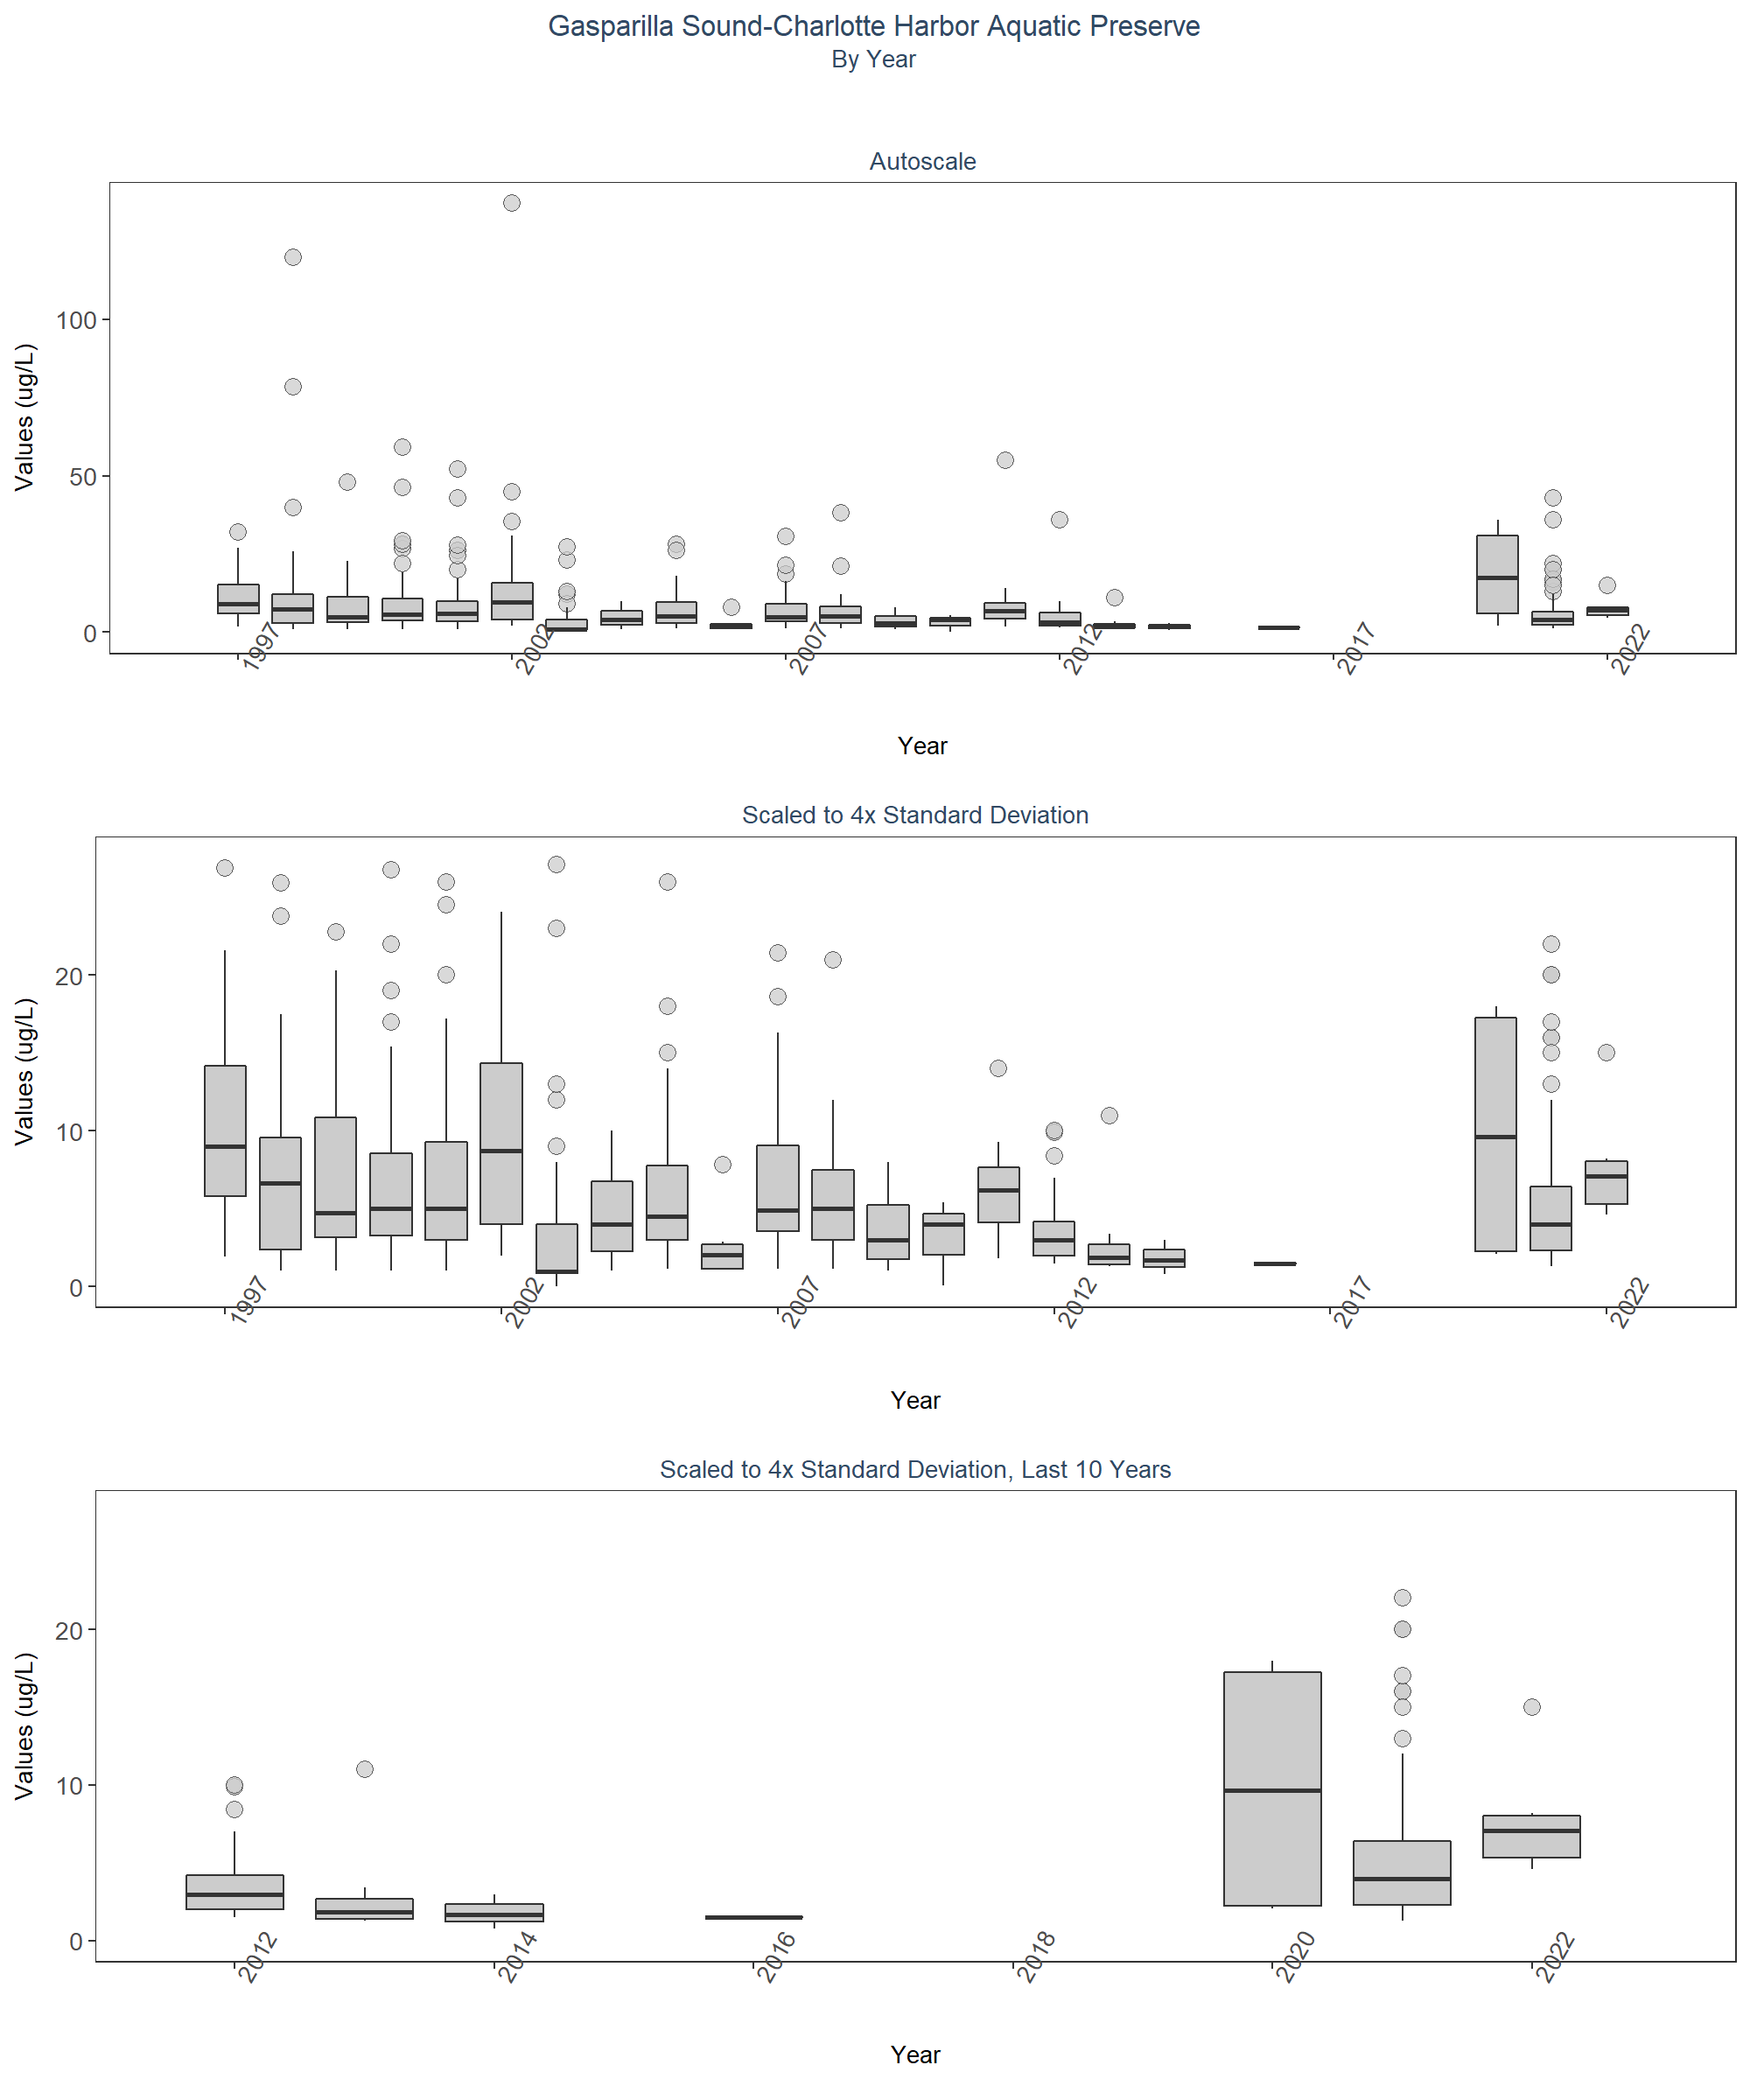 Gasparilla Sound-Charlotte Harbor Aquatic Preserve
By Year
Autoscale
Values (ug/L)
100
50
0
1997
2002
2007
2012
2017
2022
Year
Scaled to 4x Standard Deviation
Values (ug/L)
20
10
0
1997
2002
2007
2012
2017
2022
Year
Scaled to 4x Standard Deviation, Last 10 Years
Values (ug/L)
20
10
0
2012
2014
2016
2018
2020
2022
Year